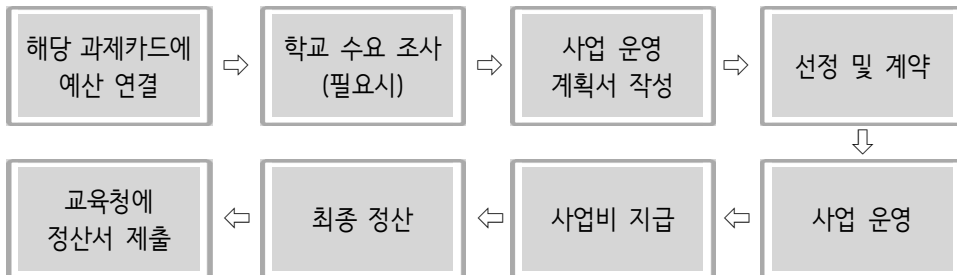 해당 과제카드에
예산 연결
⇨
학교 수요 조사
(필요시)
⇨
사업 운영
계획서 작성
⇨
선정 및 계약
⇩
사업 운영
⇦
사업비 지급
⇦
최종 정산
⇦
교육청에
정산서 제출